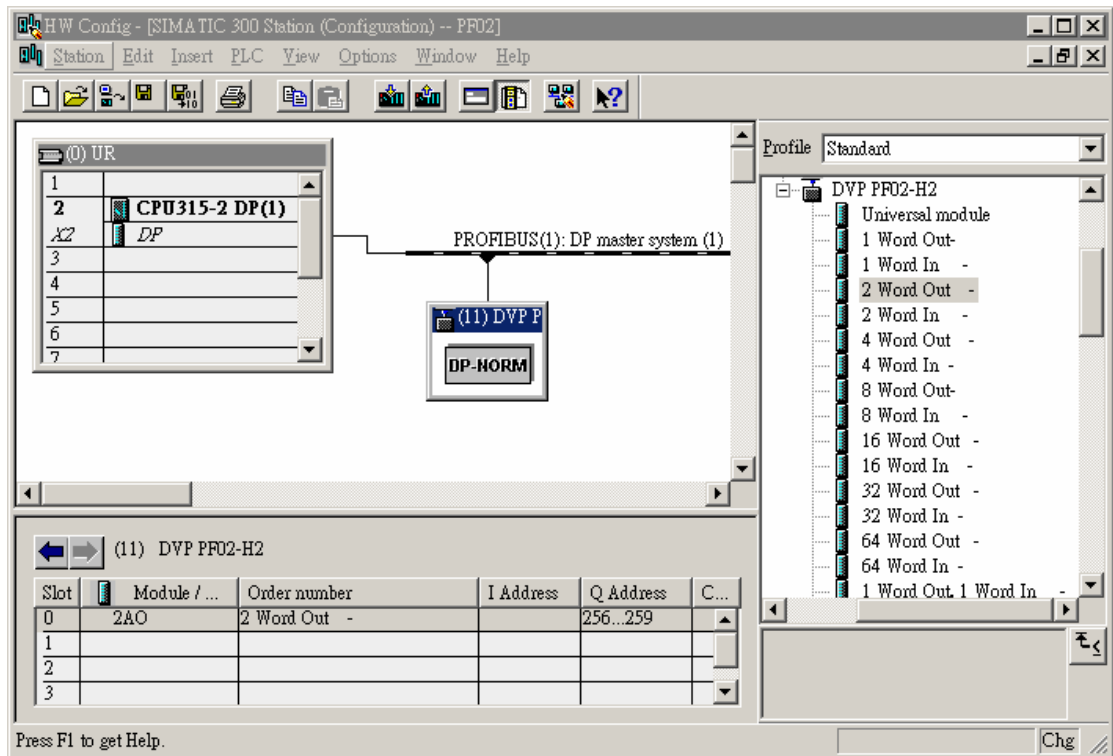 HW Config - [SIMATIC 300 Station (Configuration) -- PF02]
Station Edit Insert PLC View Options Window Help
(0) UR
1
2 CPU315-2 DP(1)
X2 DP
3
4
5
6
7
PROFIBUS(1): DP master system (1)
(11) DVP P
DP-NORM
Profile Standard
DVP PF02-H2
Universal module
1 Word Out-
1 Word In -
2 Word Out -
2 Word In -
4 Word Out -
4 Word In -
8 Word Out-
8 Word In -
16 Word Out -
16 Word In -
32 Word Out -
32 Word In -
64 Word Out -
64 Word In -
1 Word Out, 1 Word In -
(11) DVP PF02-H2
Slot Module / ... Order number I Address Q Address C...
0 2AO 2 Word Out - 256...259
1
2
3
Press F1 to get Help.
Chg